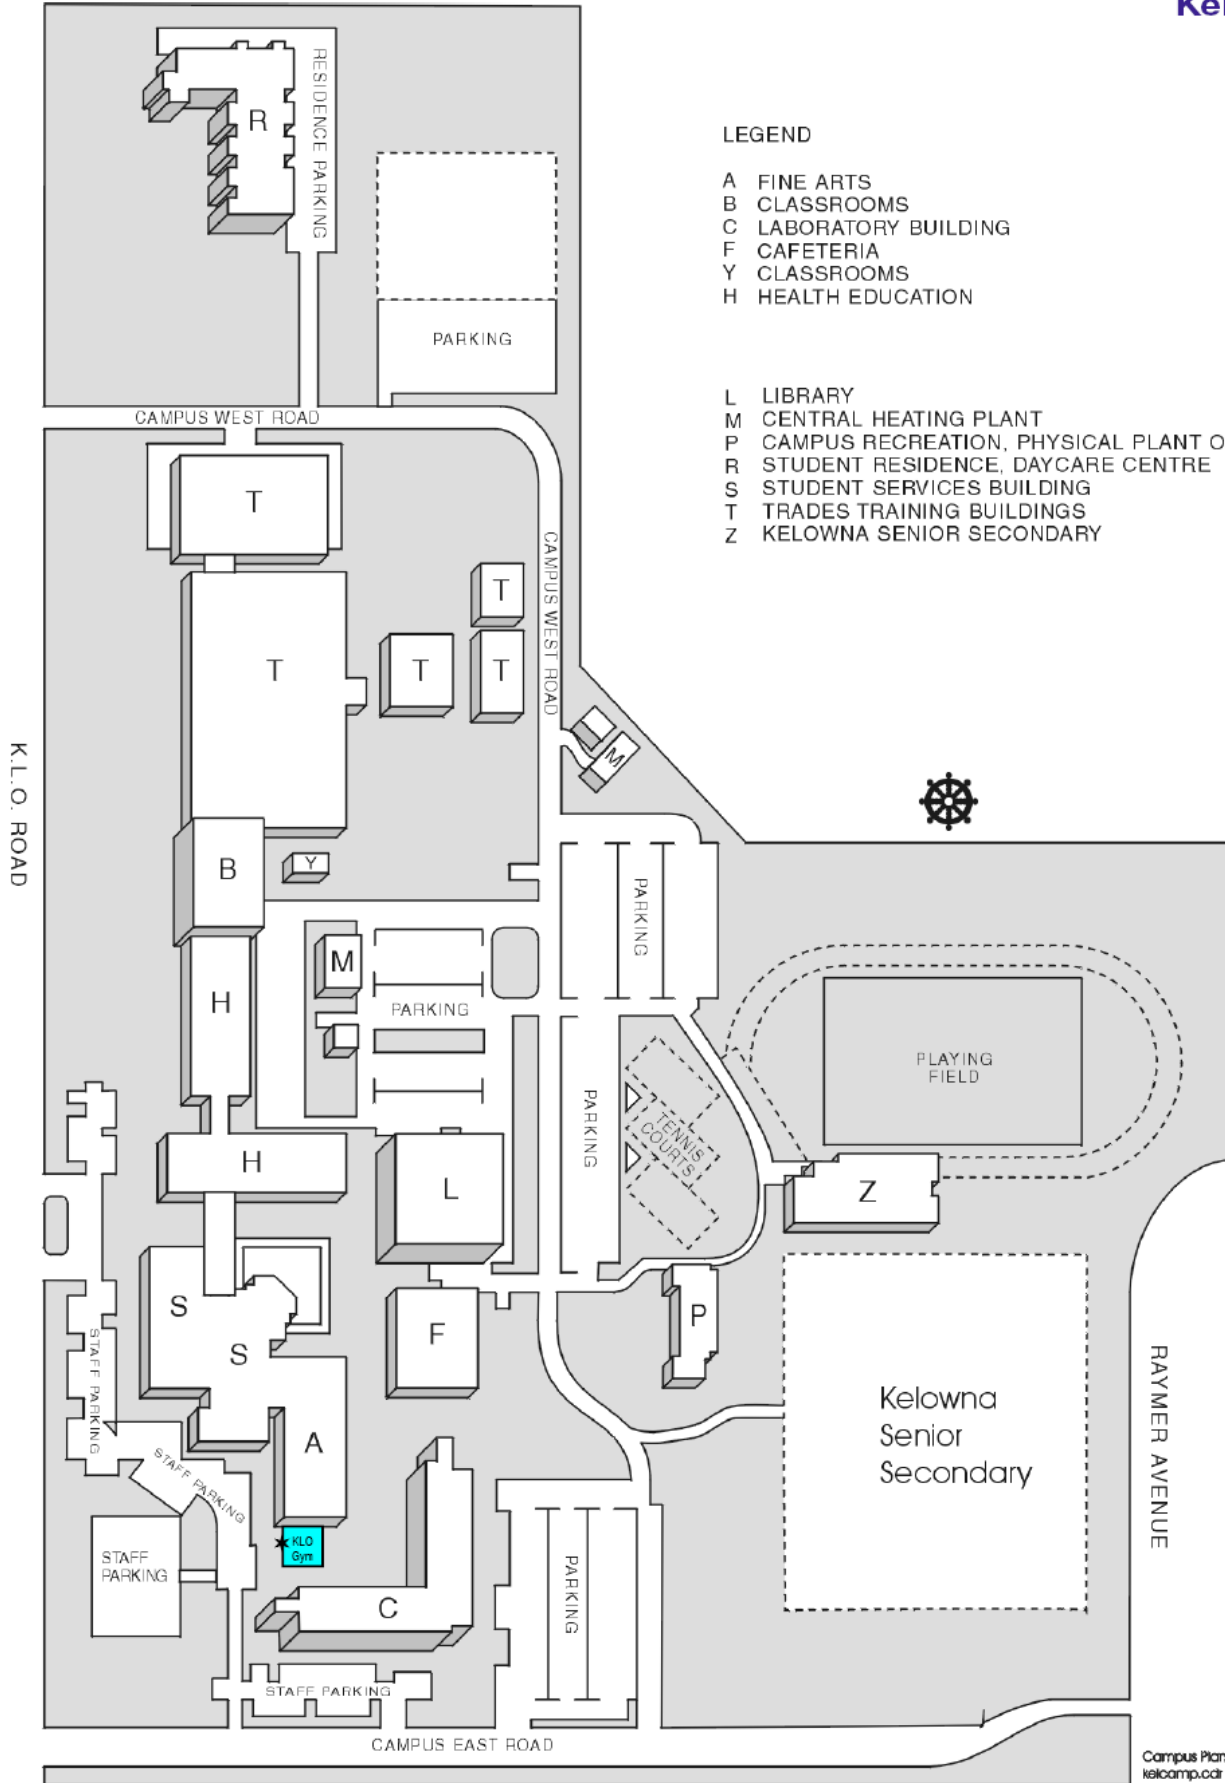 Kel
RESIDENCE PARKING
R
LEGEND
A FINE ARTS
B CLASSROOMS
C LABORATORY BUILDING
F CAFETERIA
Y CLASSROOMS
H HEALTH EDUCATION
PARKING
L LIBRARY
M CENTRAL HEATING PLANT
P CAMPUS RECREATION, PHYSICAL PLANT O
R STUDENT RESIDENCE, DAYCARE CENTRE
S STUDENT SERVICES BUILDING
T TRADES TRAINING BUILDINGS
Z KELOWNA SENIOR SECONDARY
CAMPUS WEST ROAD
T
CAMPUS WEST ROAD
T
T
T
T
M
K.L.O. ROAD
B
Y
PARKING
M
H
PARKING
PLAYING
FIELD
PARKING
TENNIS
COURTS
H
L
Z
S
S
F
P
STAFF PARKING
Kelowna
Senior
Secondary
RAYMER AVENUE
A
STAFF PARKING
KLO
Gym
STAFF
PARKING
PARKING
C
STAFF PARKING
CAMPUS EAST ROAD
Campus Plan
kelcamp.cdr